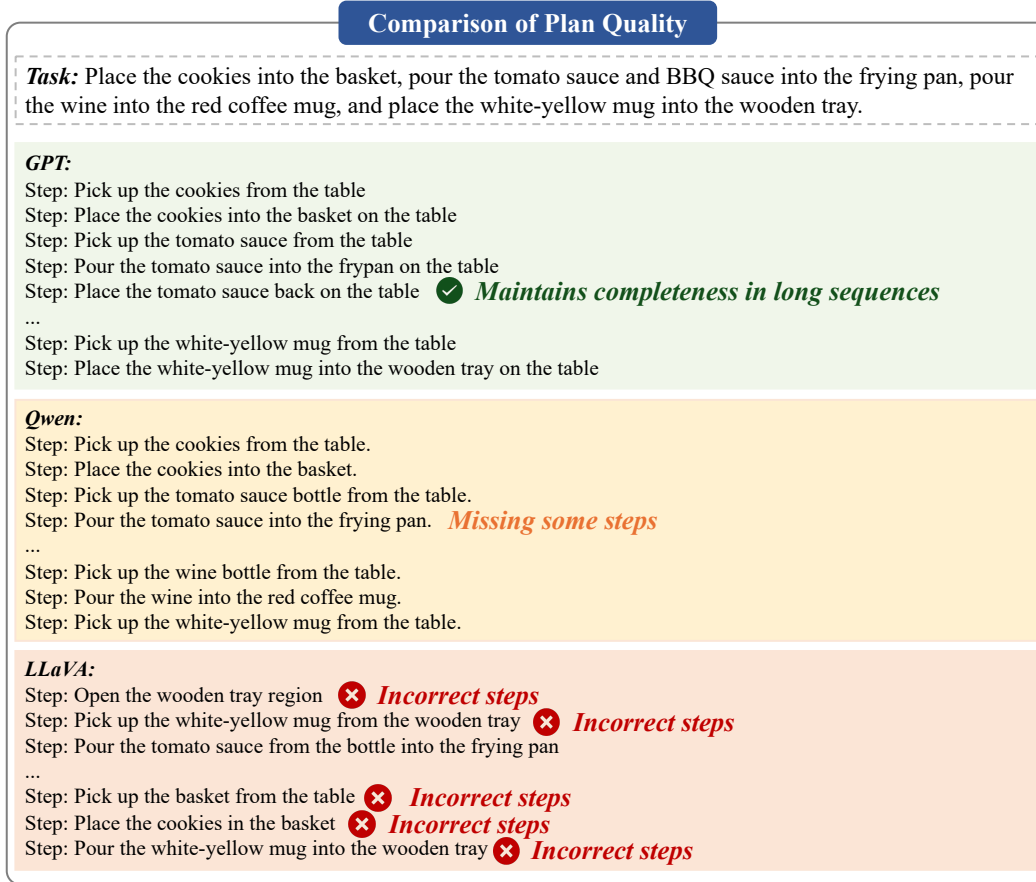 Comparison of Plan Quality
Task: Place the cookies into the basket, pour the tomato sauce and BBQ sauce into the frying pan, pour
the wine into the red coffee mug, and place the white-yellow mug into the wooden tray.
GPT:
Step: Pick up the cookies from the table
Step: Place the cookies into the basket on the table
Step: Pick up the tomato sauce from the table
Step: Pour the tomato sauce into the frypan on the table
Step: Place the tomato sauce back on the table Maintains completeness in long sequences
...
Step: Pick up the white-yellow mug from the table
Step: Place the white-yellow mug into the wooden tray on the table
Qwen:
Step: Pick up the cookies from the table.
Step: Place the cookies into the basket.
Step: Pick up the tomato sauce bottle from the table.
Step: Pour the tomato sauce into the frying pan. Missing some steps
...
Step: Pick up the wine bottle from the table.
Step: Pour the wine into the red coffee mug.
Step: Pick up the white-yellow mug from the table.
LLaVA:
Step: Open the wooden tray region Incorrect steps
Step: Pick up the white-yellow mug from the wooden tray Incorrect steps
Step: Pour the tomato sauce from the bottle into the frying pan
...
Step: Pick up the basket from the table Incorrect steps
Step: Place the cookies in the basket Incorrect steps
Step: Pour the white-yellow mug into the wooden tray Incorrect steps